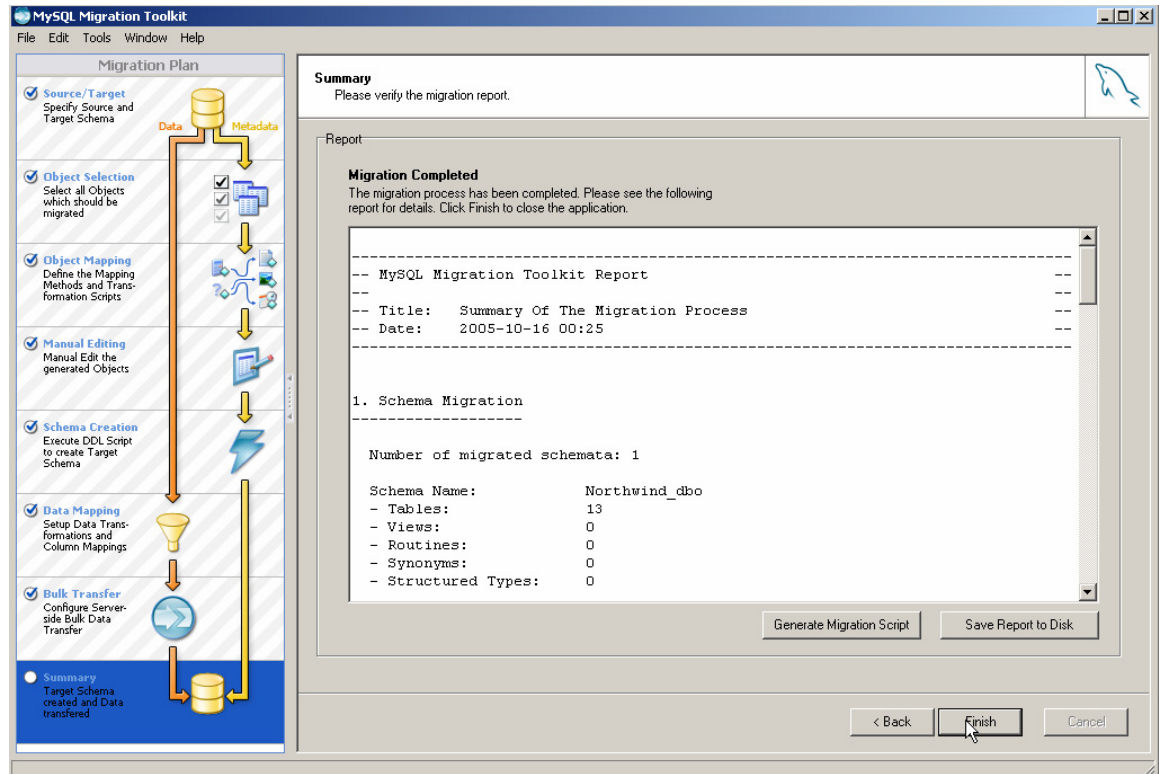 MySQL Migration Toolkit
File Edit Tools Window Help
Migration Plan
Source/Target
Specify Source and
Target Schema
Data
Metadata
Object Selection
Select all Objects
which should be
migrated
Object Mapping
Define the Mapping
Methods and Trans-
formation Scripts
Manual Editing
Manual Edit the
generated Objects
Schema Creation
Execute DDL Script
to create Target
Schema
Data Mapping
Setup Data Trans-
formations and
Column Mappings
Bulk Transfer
Configure Server-
side Bulk Data
Transfer
Summary
Target Schema
created and Data
transfered
Summary
Please verify the migration report.
Report
Migration Completed
The migration process has been completed. Please see the following
report for details. Click Finish to close the application.
--------------------------------------------------------------------------------
-- MySQL Migration Toolkit Report --
-- --
-- Title: Summary Of The Migration Process --
-- Date: 2005-10-16 00:25 --
--------------------------------------------------------------------------------
1. Schema Migration
-------------------
Number of migrated schemata: 1
Schema Name: Northwind_dbo
- Tables: 13
- Views: 0
- Routines: 0
- Synonyms: 0
- Structured Types: 0
Generate Migration Script
Save Report to Disk
< Back
Finish
Cancel